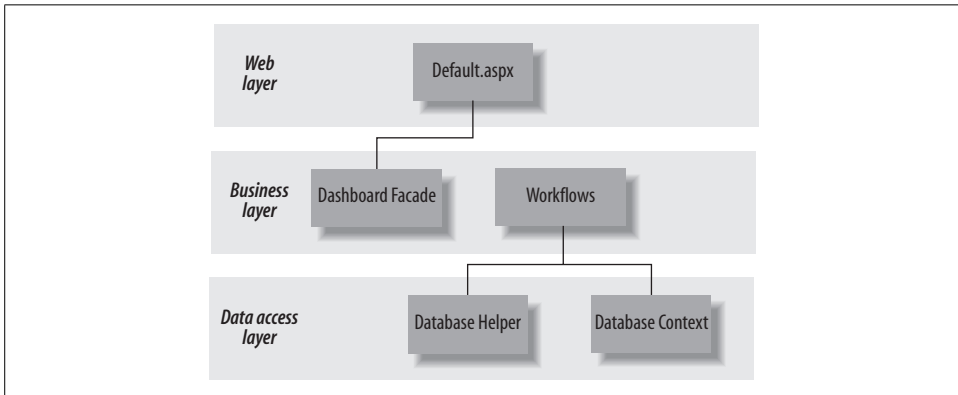 Web
layer
Default.aspx
Business
layer
Dashboard Facade
Workflows
Data access
layer
Database Helper
Database Context